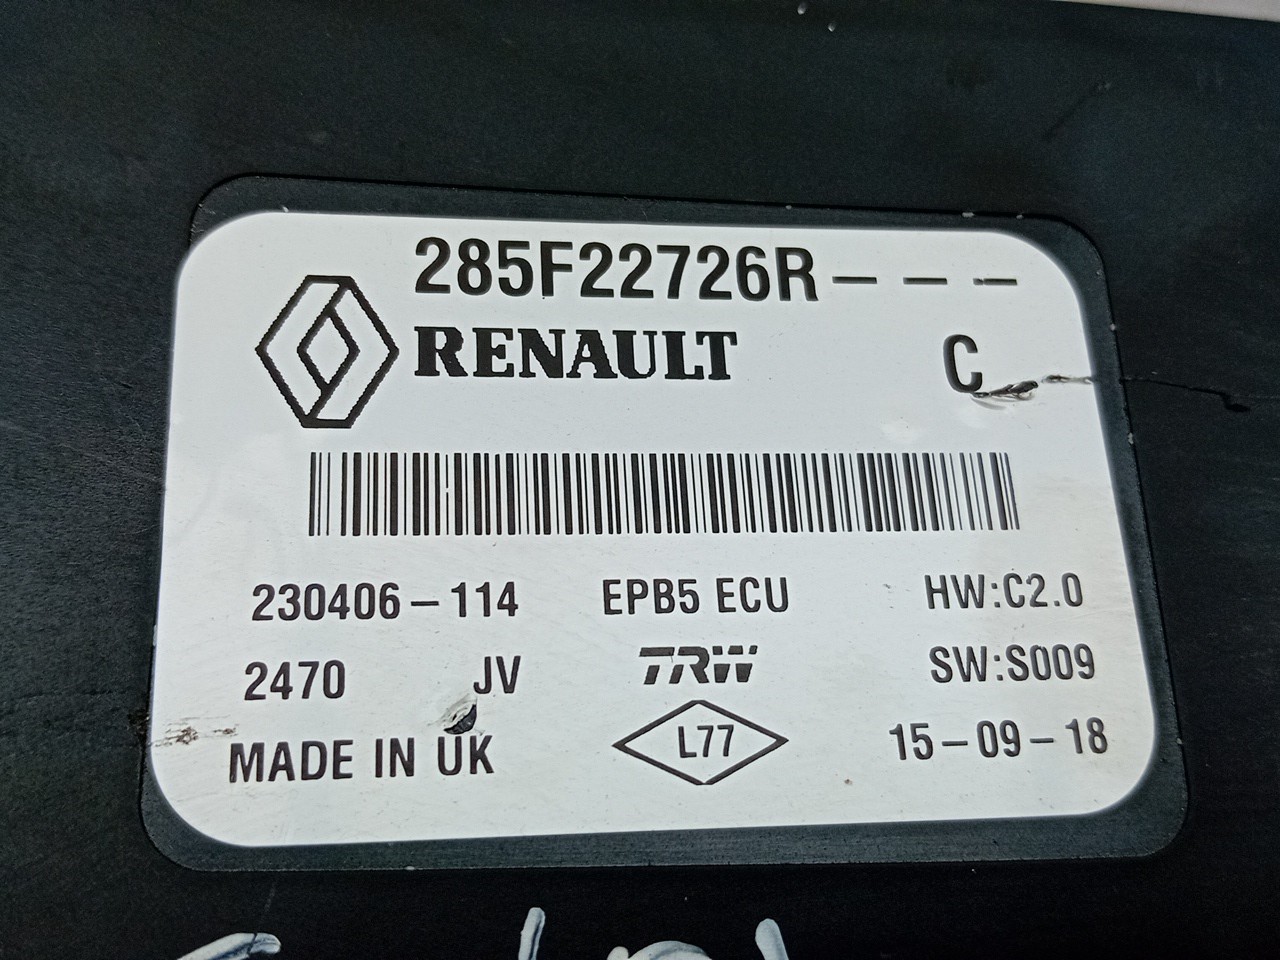 285F22726R– – –
RENAULT
C
230406–114 EPB5 ECU HW:C2.0
2470 JV TRW SW:S009
MADE IN UK L77 15–09–18